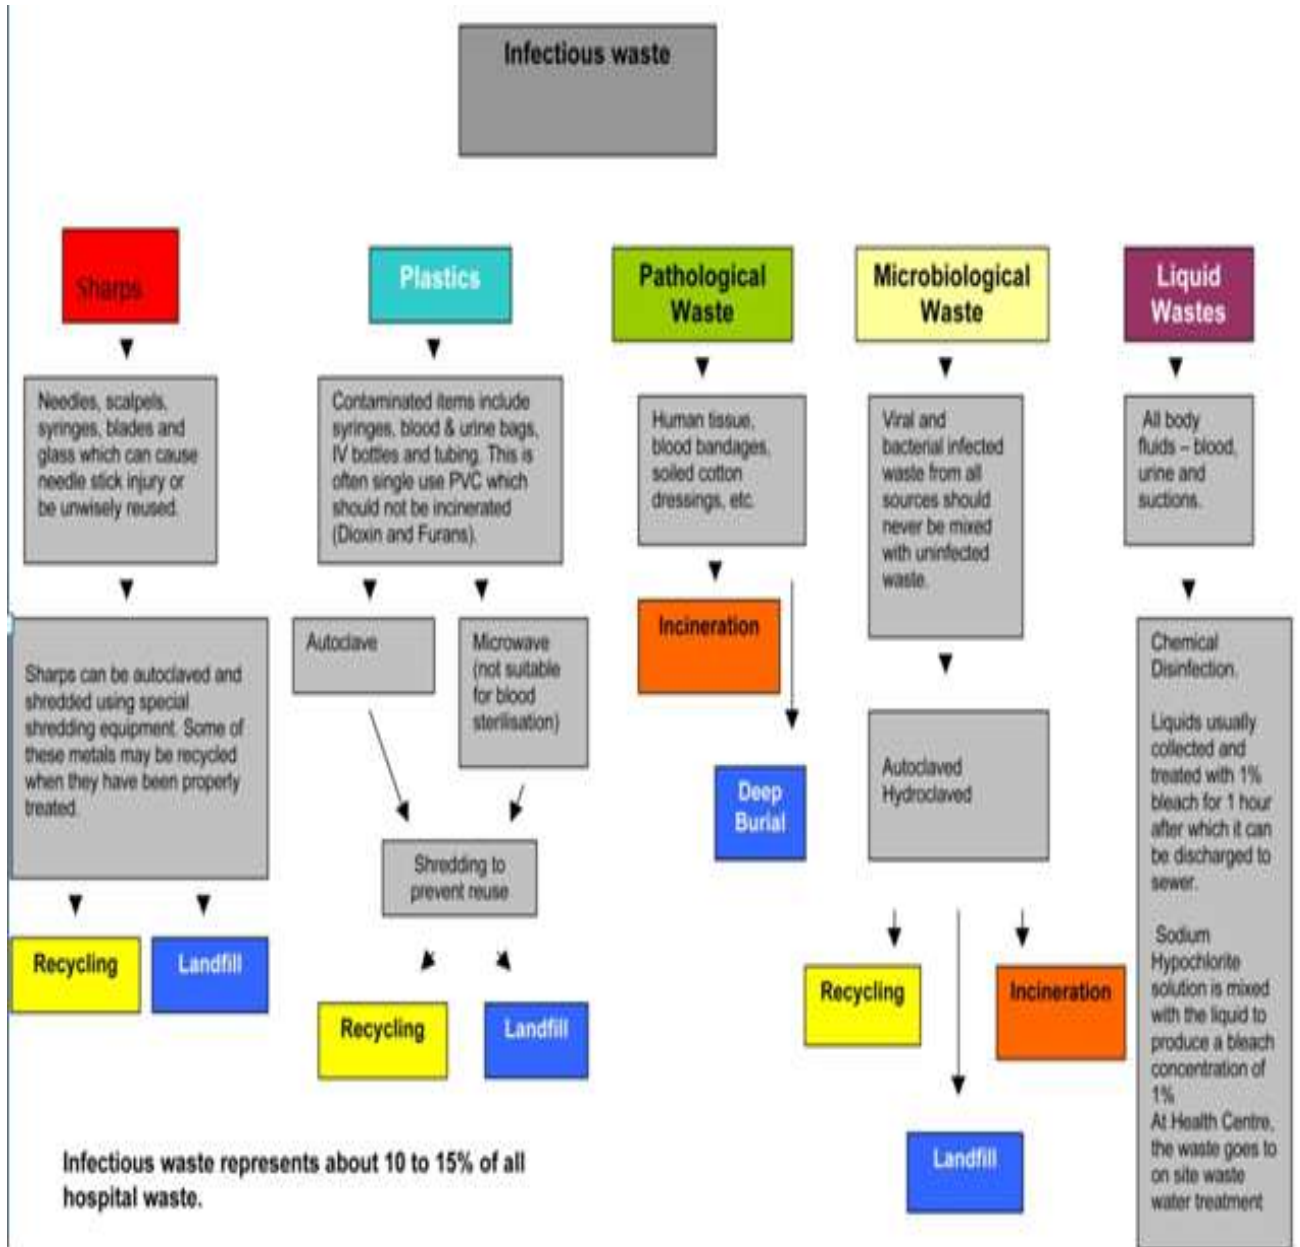 Infectious waste
Sharps
Plastics
Pathological
Waste
Microbiological
Waste
Liquid
Wastes
Needles, scalpels,
syringes, blades and
glass which can cause
needle stick injury or
be unwisely reused.
Contaminated items include
syringes, blood & urine bags,
IV bottles and tubing. This is
often single use PVC which
should not be incinerated
(Dioxin and Furans).
Human tissue,
blood bandages,
soiled cotton
dressings, etc.
Viral and
bacterial infected
waste from all
sources should
never be mixed
with uninfected
waste.
All body
fluids – blood,
urine and
suctions.
Sharps can be autoclaved and
shredded using special
shredding equipment. Some of
these metals may be recycled
when they have been properly
treated.
Autoclave
Microwave
(not suitable
for blood
sterilisation)
Incineration
Deep
Burial
Autoclaved
Hydroclaved
Chemical
Disinfection.
Liquids usually
collected and
treated with 1%
bleach for 1 hour
after which it can
be discharged to
sewer.
Sodium
Hypochlorite
solution is mixed
with the liquid to
produce a bleach
concentration of
1%
At Health Centre,
the waste goes to
on site waste
water treatment
Shredding to
prevent reuse
Recycling
Landfill
Recycling
Landfill
Recycling
Incineration
Landfill
Infectious waste represents about 10 to 15% of all
hospital waste.